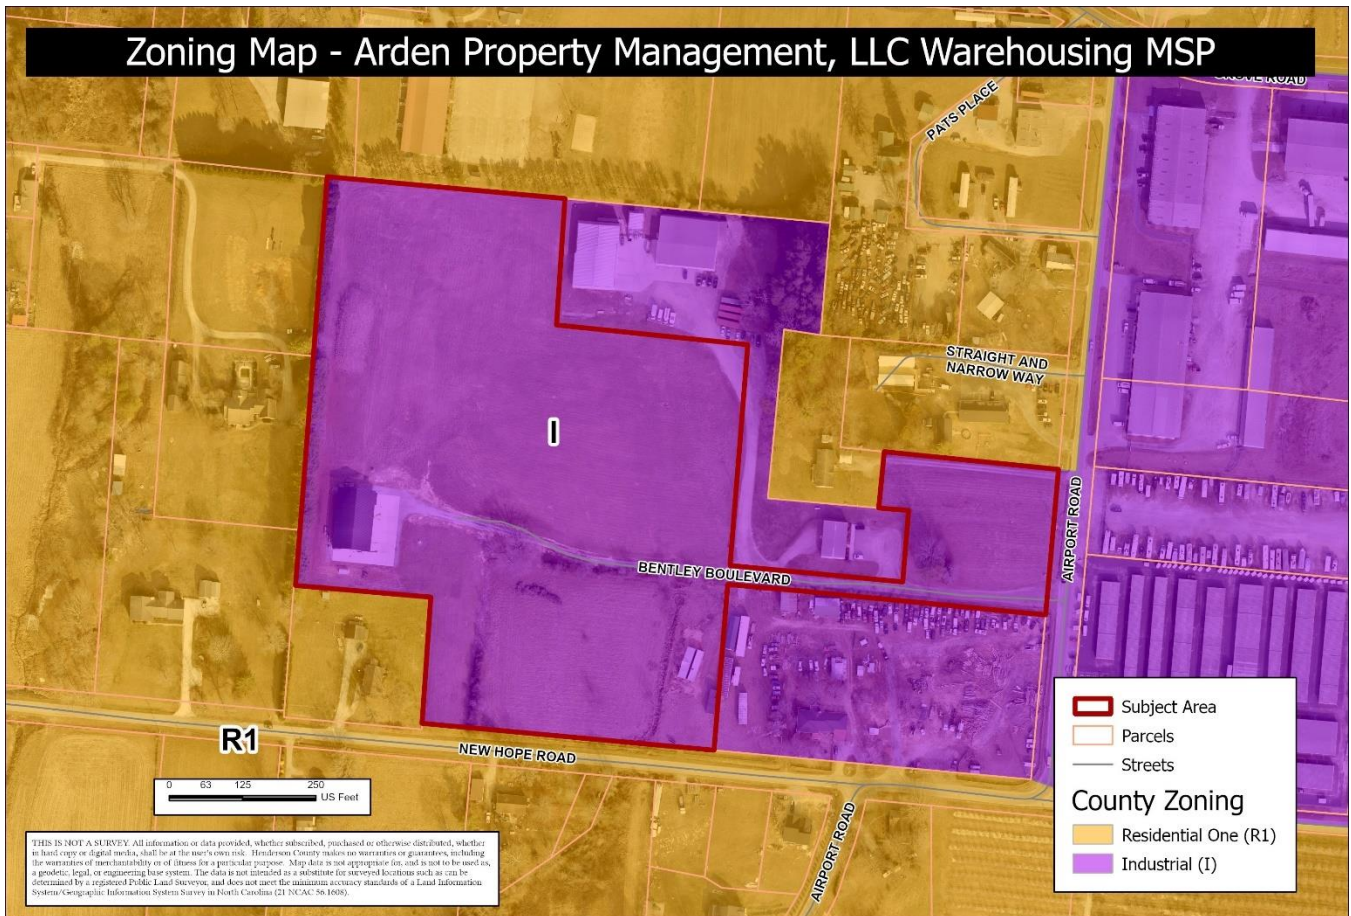 Zoning Map - Arden Property Management, LLC Warehousing MSP
GROVE ROAD
PATS PLACE
STRAIGHT AND
NARROW WAY
I
AIRPORT ROAD
BENTLEY BOULEVARD
R1
NEW HOPE ROAD
AIRPORT ROAD
0 63 125 250
US Feet
Subject Area
Parcels
Streets
County Zoning
Residential One (R1)
Industrial (I)
THIS IS NOT A SURVEY. All information or data provided, whether subscribed, purchased or otherwise distributed, whether
in hard copy or digital media, shall be at the user's own risk. Henderson County makes no warranties or guarantees, including
the warranties of merchantability or of fitness for a particular purpose. Map data is not appropriate for, and is not to be used as,
a geodetic, legal, or engineering base system. The data is not intended as a substitute for surveyed locations such as can be
determined by a registered Public Land Surveyor, and does not meet the minimum accuracy standards of a Land Information
System/Geographic Information System Survey in North Carolina (21 NCAC 56.1608).